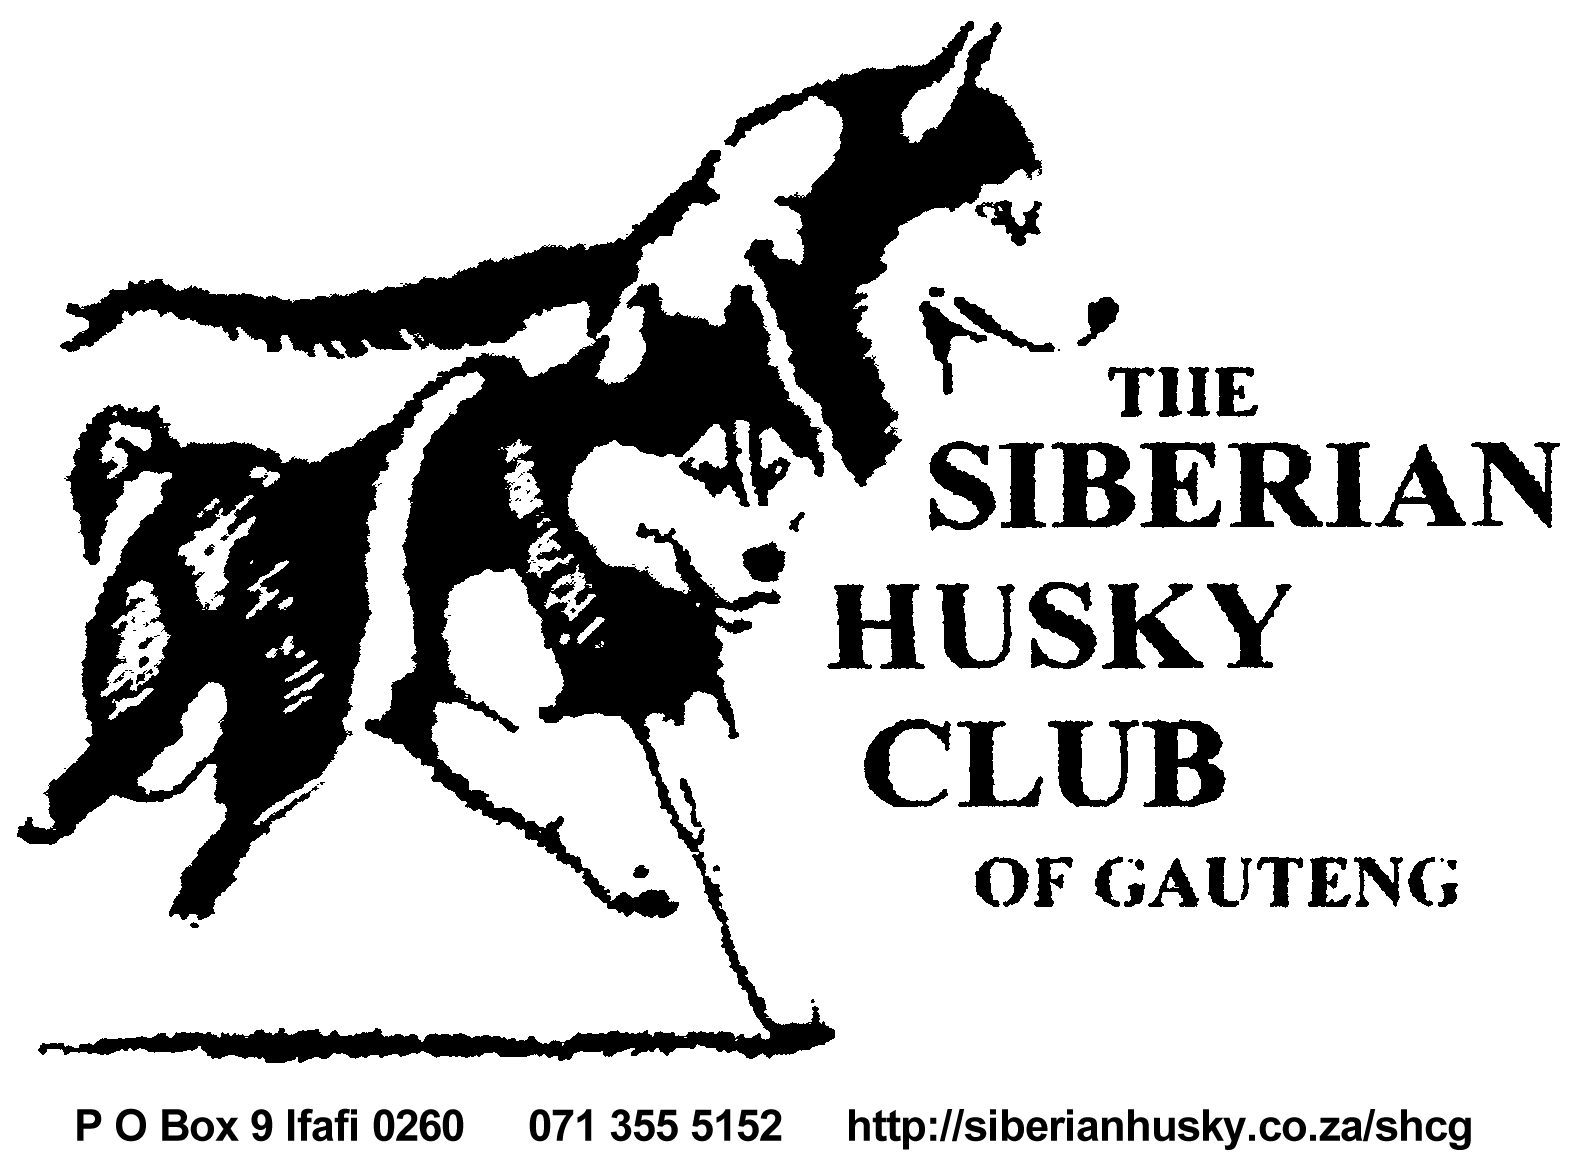 THE
SIBERIAN
HUSKY
CLUB
OF GAUTENG
P O Box 9 Ifafi 0260 071 355 5152 http://siberianhusky.co.za/shcg